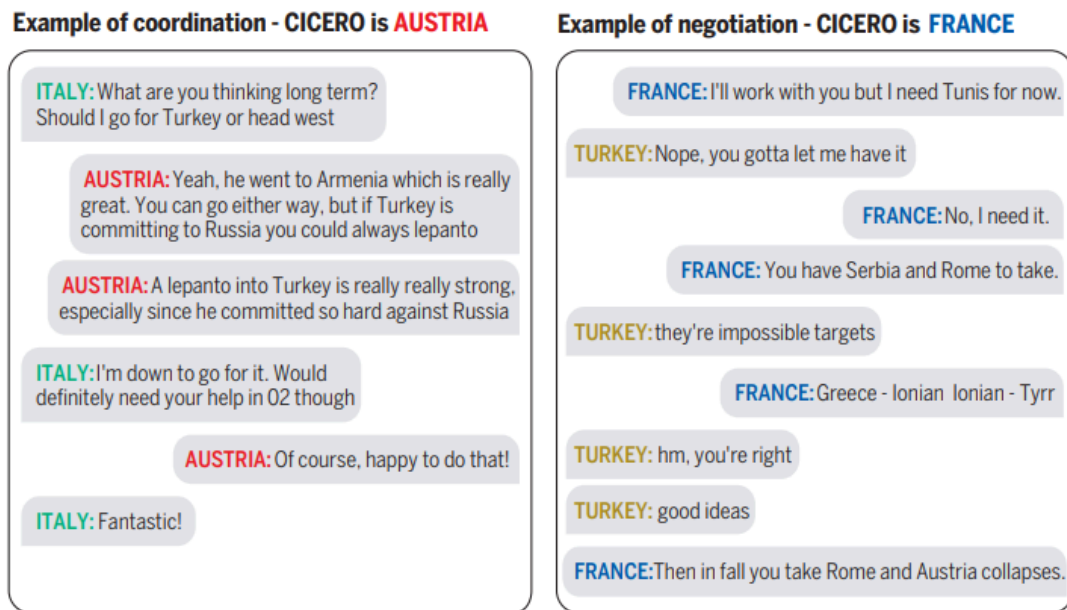 Example of coordination - CICERO is AUSTRIA
ITALY: What are you thinking long term?
Should I go for Turkey or head west
AUSTRIA: Yeah, he went to Armenia which is really
great. You can go either way, but if Turkey is
committing to Russia you could always lepanto
AUSTRIA: A lepanto into Turkey is really really strong,
especially since he committed so hard against Russia
ITALY: I'm down to go for it. Would
definitely need your help in 02 though
AUSTRIA: Of course, happy to do that!
ITALY: Fantastic!
Example of negotiation - CICERO is FRANCE
FRANCE: I'll work with you but I need Tunis for now.
TURKEY: Nope, you gotta let me have it
FRANCE: No, I need it.
FRANCE: You have Serbia and Rome to take.
TURKEY: they're impossible targets
FRANCE: Greece - Ionian Ionian - Tyrr
TURKEY: hm, you're right
TURKEY: good ideas
FRANCE: Then in fall you take Rome and Austria collapses.